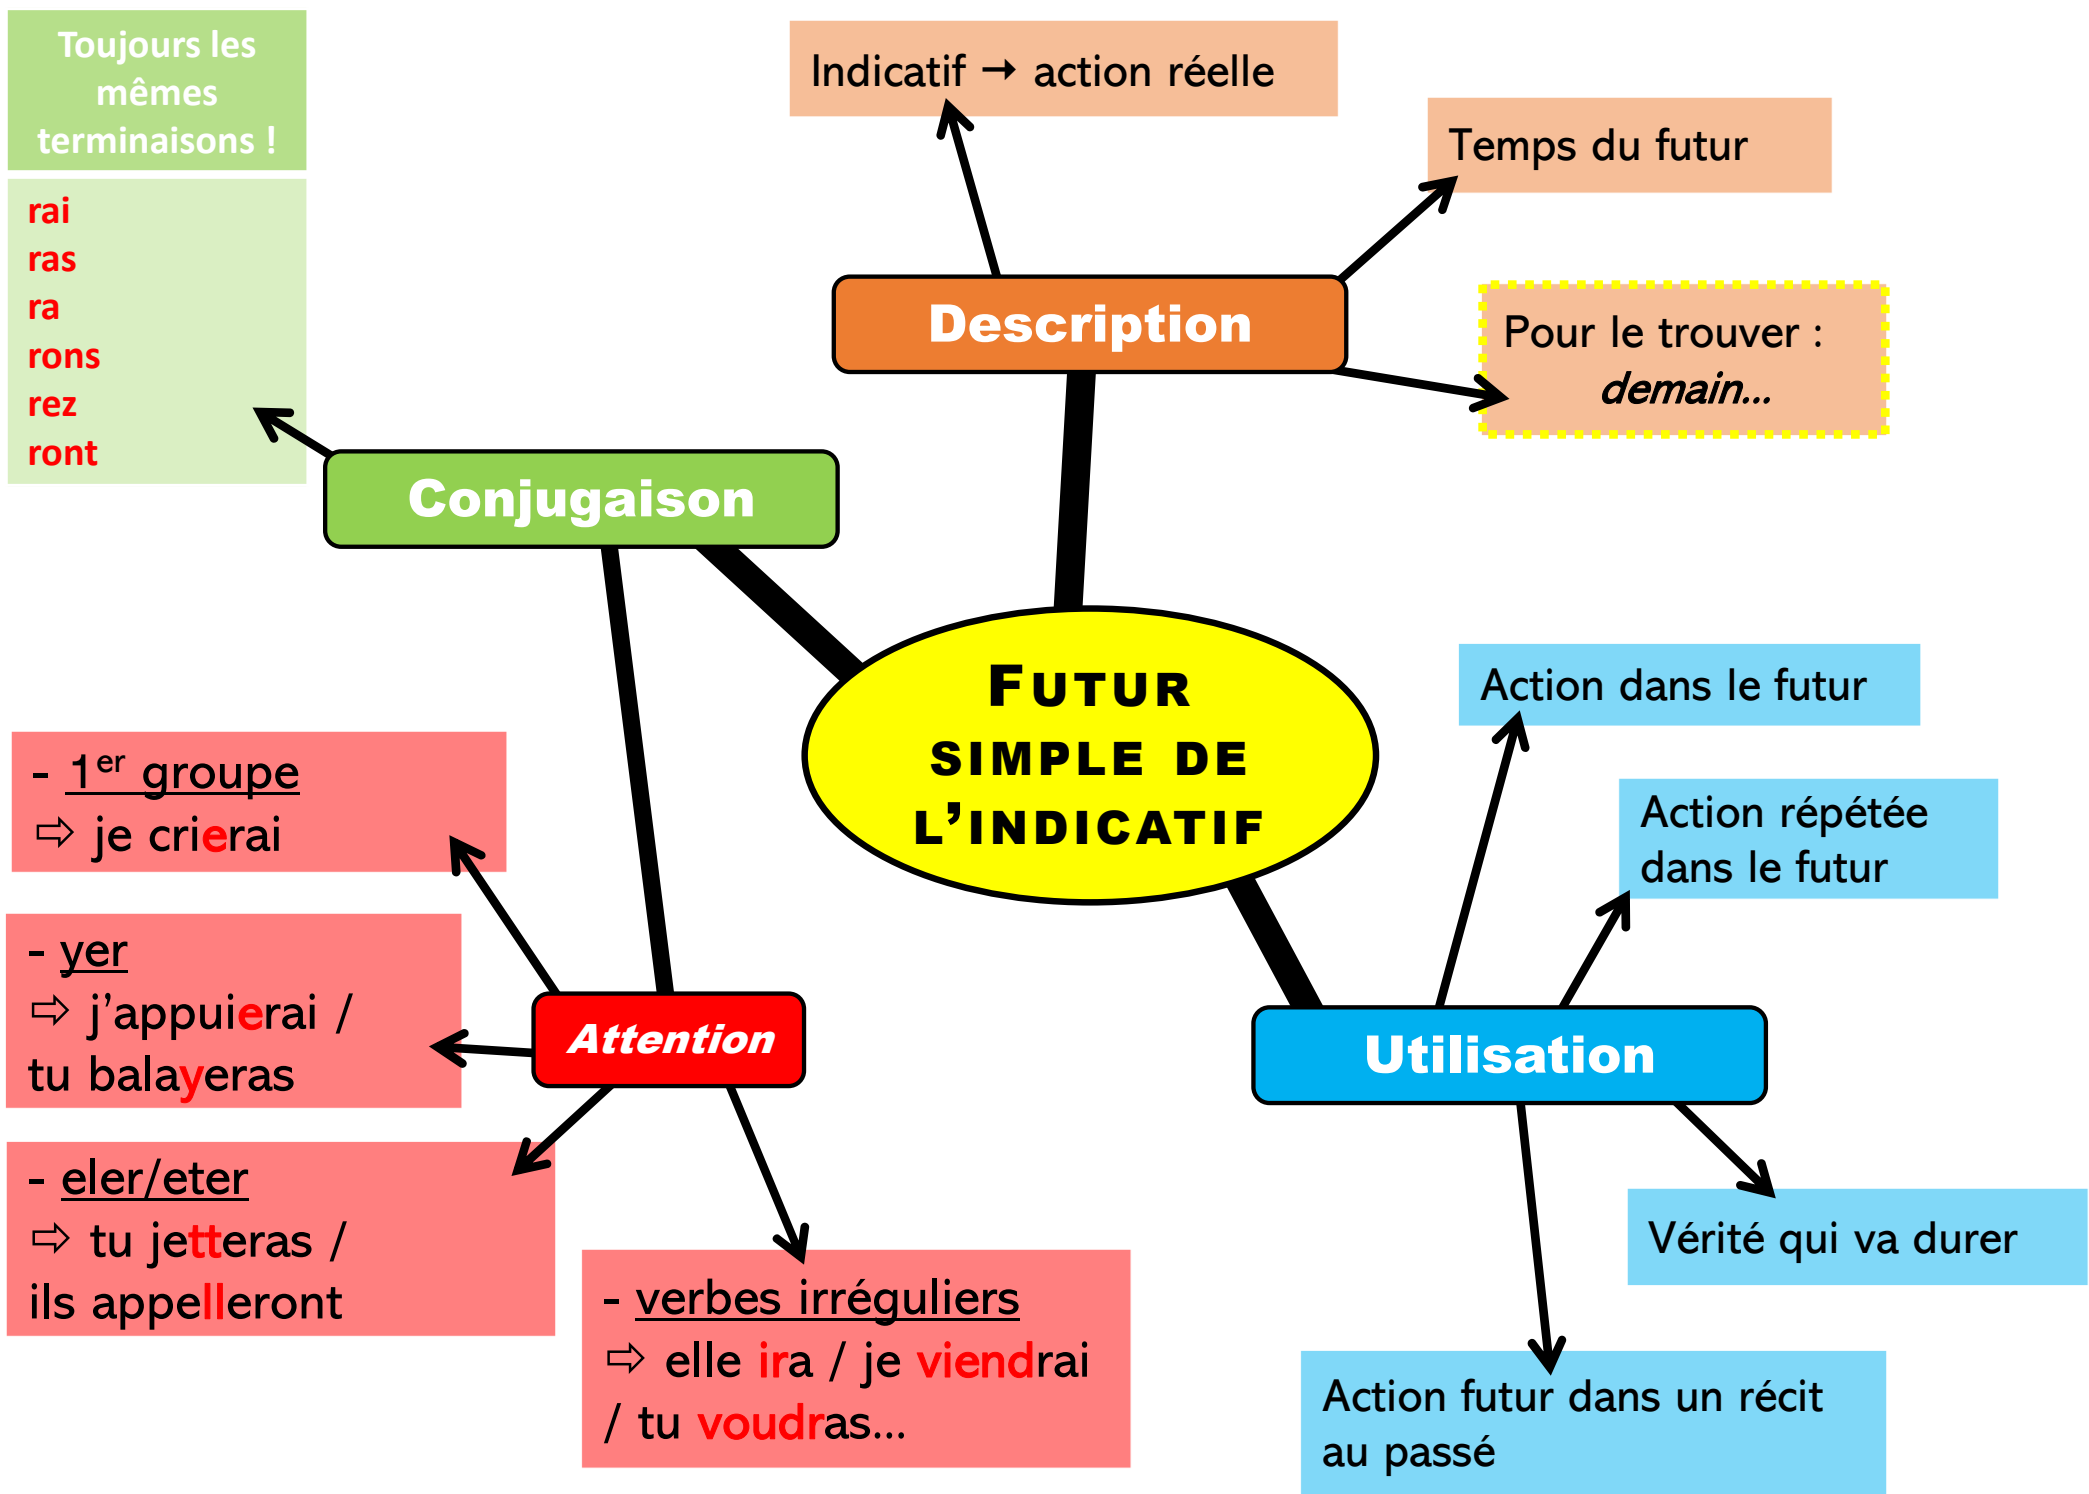 Toujours les
mêmes
terminaisons !
rai
ras
ra
rons
rez
ront
Indicatif → action réelle
Temps du futur
Pour le trouver :
demain...
Description
Conjugaison
FUTUR
SIMPLE DE
L’INDICATIF
Action dans le futur
Action répétée
dans le futur
Utilisation
Vérité qui va durer
Action futur dans un récit
au passé
Attention
- 1er groupe
⇨ je crierai
- yer
⇨ j’appuierai /
tu balayeras
- eler/eter
⇨ tu jetteras /
ils appelleront
- verbes irréguliers
⇨ elle ira / je viendrai
/ tu voudras...